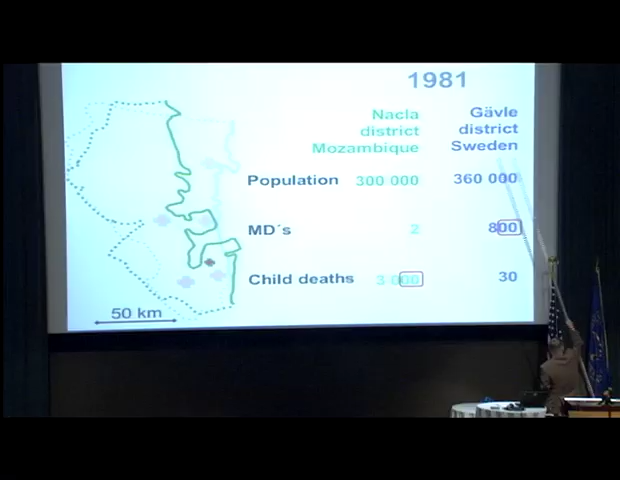 1981
Nacla Gävle
district district
Mozambique Sweden
Population 300 000 360 000
MD´s 2 800
Child deaths 3 000 30
50 km